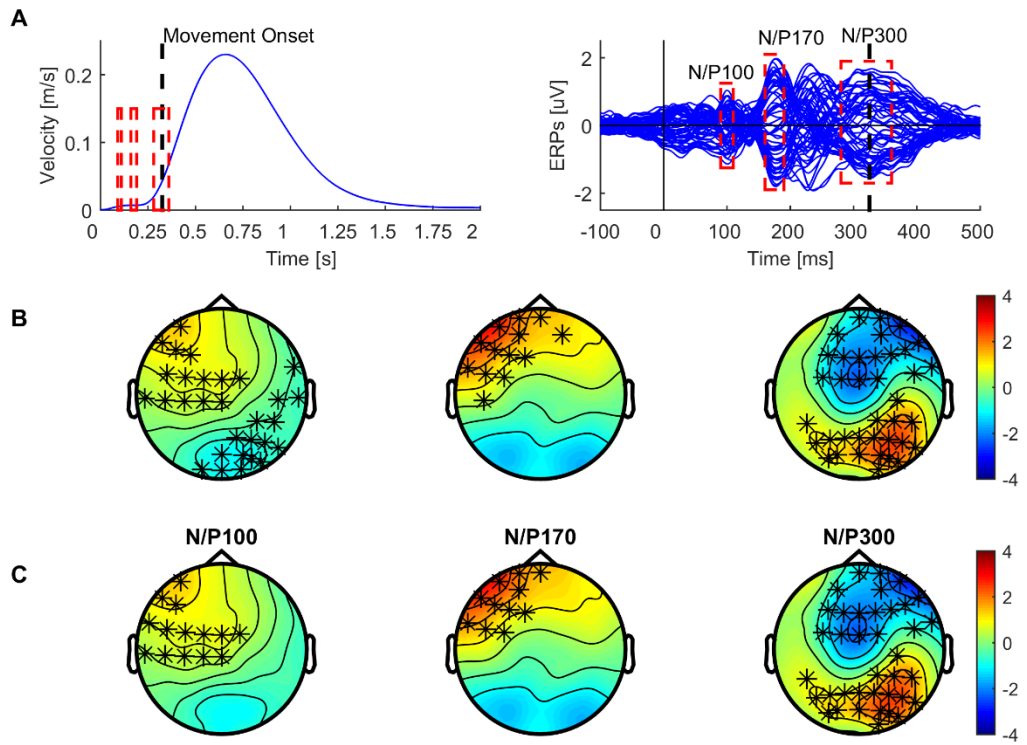 A
Movement Onset
Velocity [m/s]
0.2
0.1
0
0 0.25 0.5 0.75 1 1.25 1.5 1.75 2
Time [s]
N/P100
N/P170
N/P300
ERPs [uV]
2
0
-2
-100 0 100 200 300 400 500
Time [ms]
B
4
2
0
-2
-4
N/P100 N/P170 N/P300
C
4
2
0
-2
-4